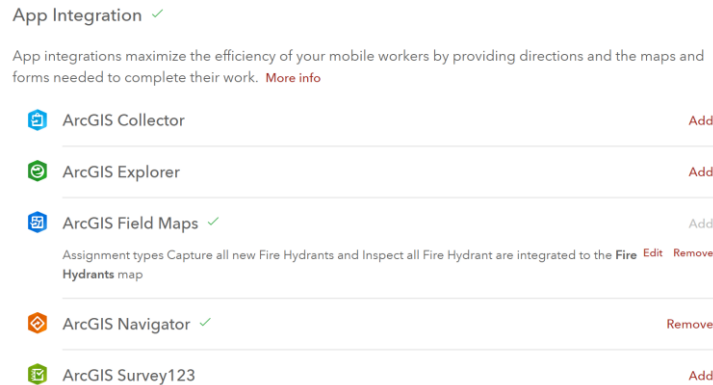 App Integration
App integrations maximize the efficiency of your mobile workers by providing directions and the maps and
forms needed to complete their work. More info
ArcGIS Collector Add
ArcGIS Explorer Add
ArcGIS Field Maps Add
Assignment types Capture all new Fire Hydrants and Inspect all Fire Hydrant are integrated to the Fire Edit Remove
Hydrants map
ArcGIS Navigator Remove
ArcGIS Survey123 Add